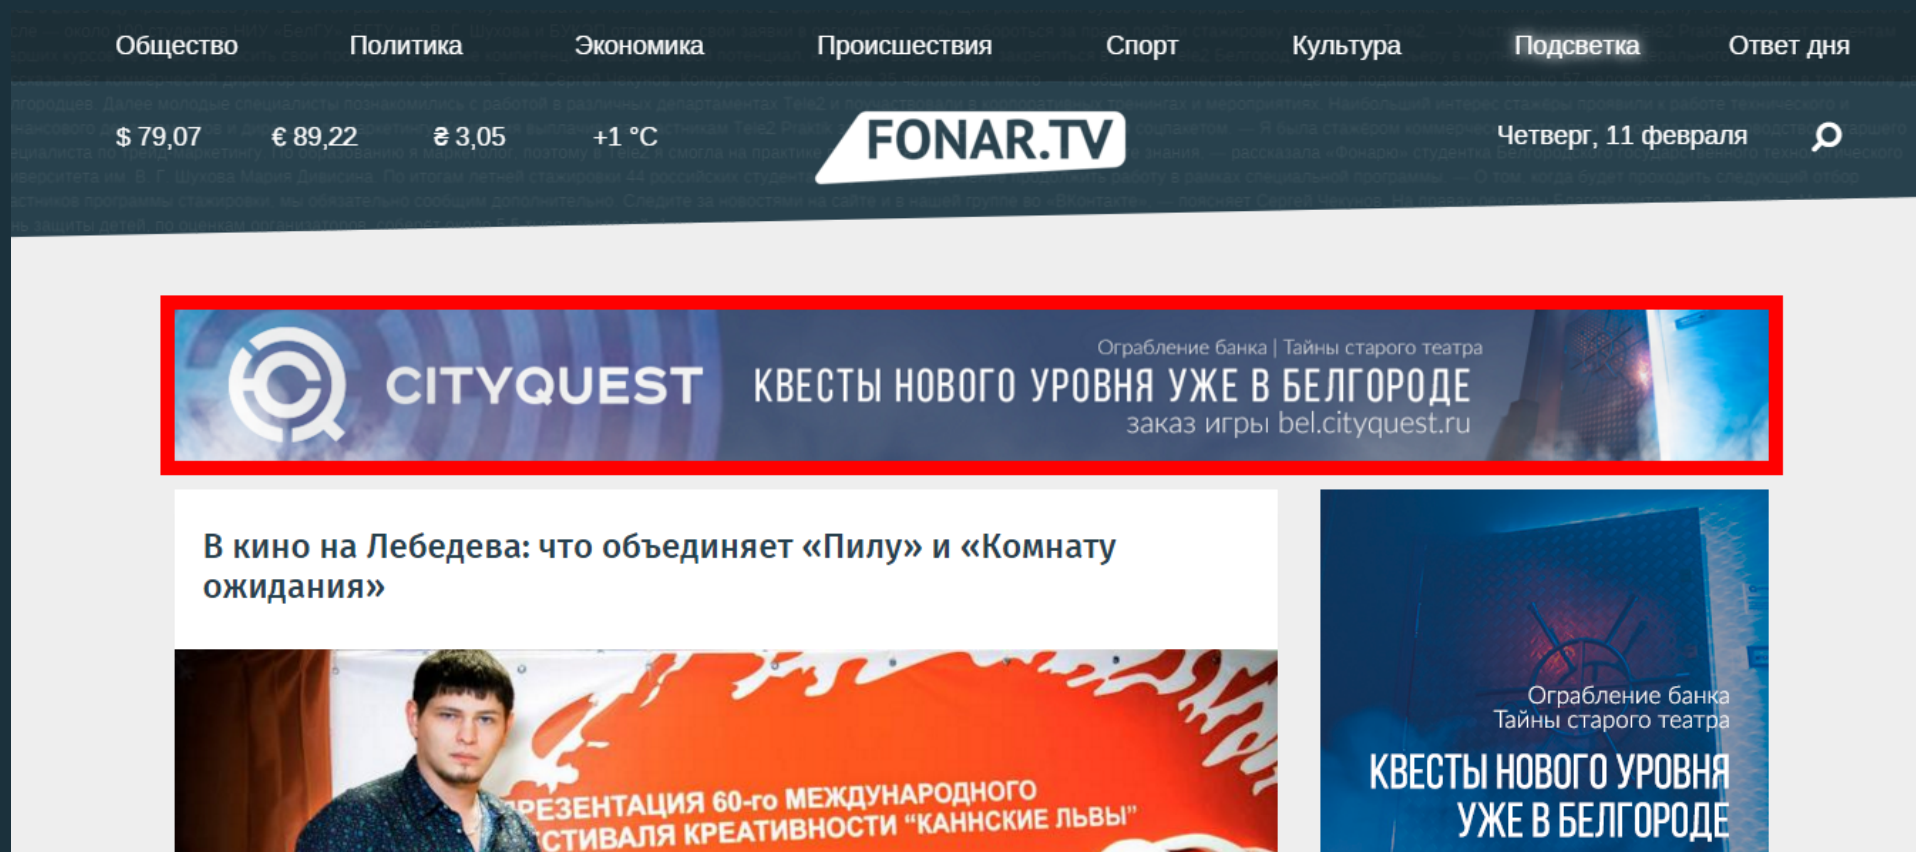 Общество Политика Экономика Происшествия Спорт Культура Подсветка Ответ дня
$ 79,07 € 89,22 ₴ 3,05 +1 °C FONAR.TV Четверг, 11 февраля
Ограбление банка | Тайны старого театра
CITYQUEST КВЕСТЫ НОВОГО УРОВНЯ УЖЕ В БЕЛГОРОДЕ
заказ игры bel.cityquest.ru
В кино на Лебедева: что объединяет «Пилу» и «Комнату
ожидания»
РЕЗЕНТАЦИЯ 60-го МЕЖДУНАРОДНОГО
ЕСТИВАЛЯ КРЕАТИВНОСТИ “КАННСКИЕ ЛЬВЫ”
Ограбление банка
Тайны старого театра
КВЕСТЫ НОВОГО УРОВНЯ
УЖЕ В БЕЛГОРОДЕ